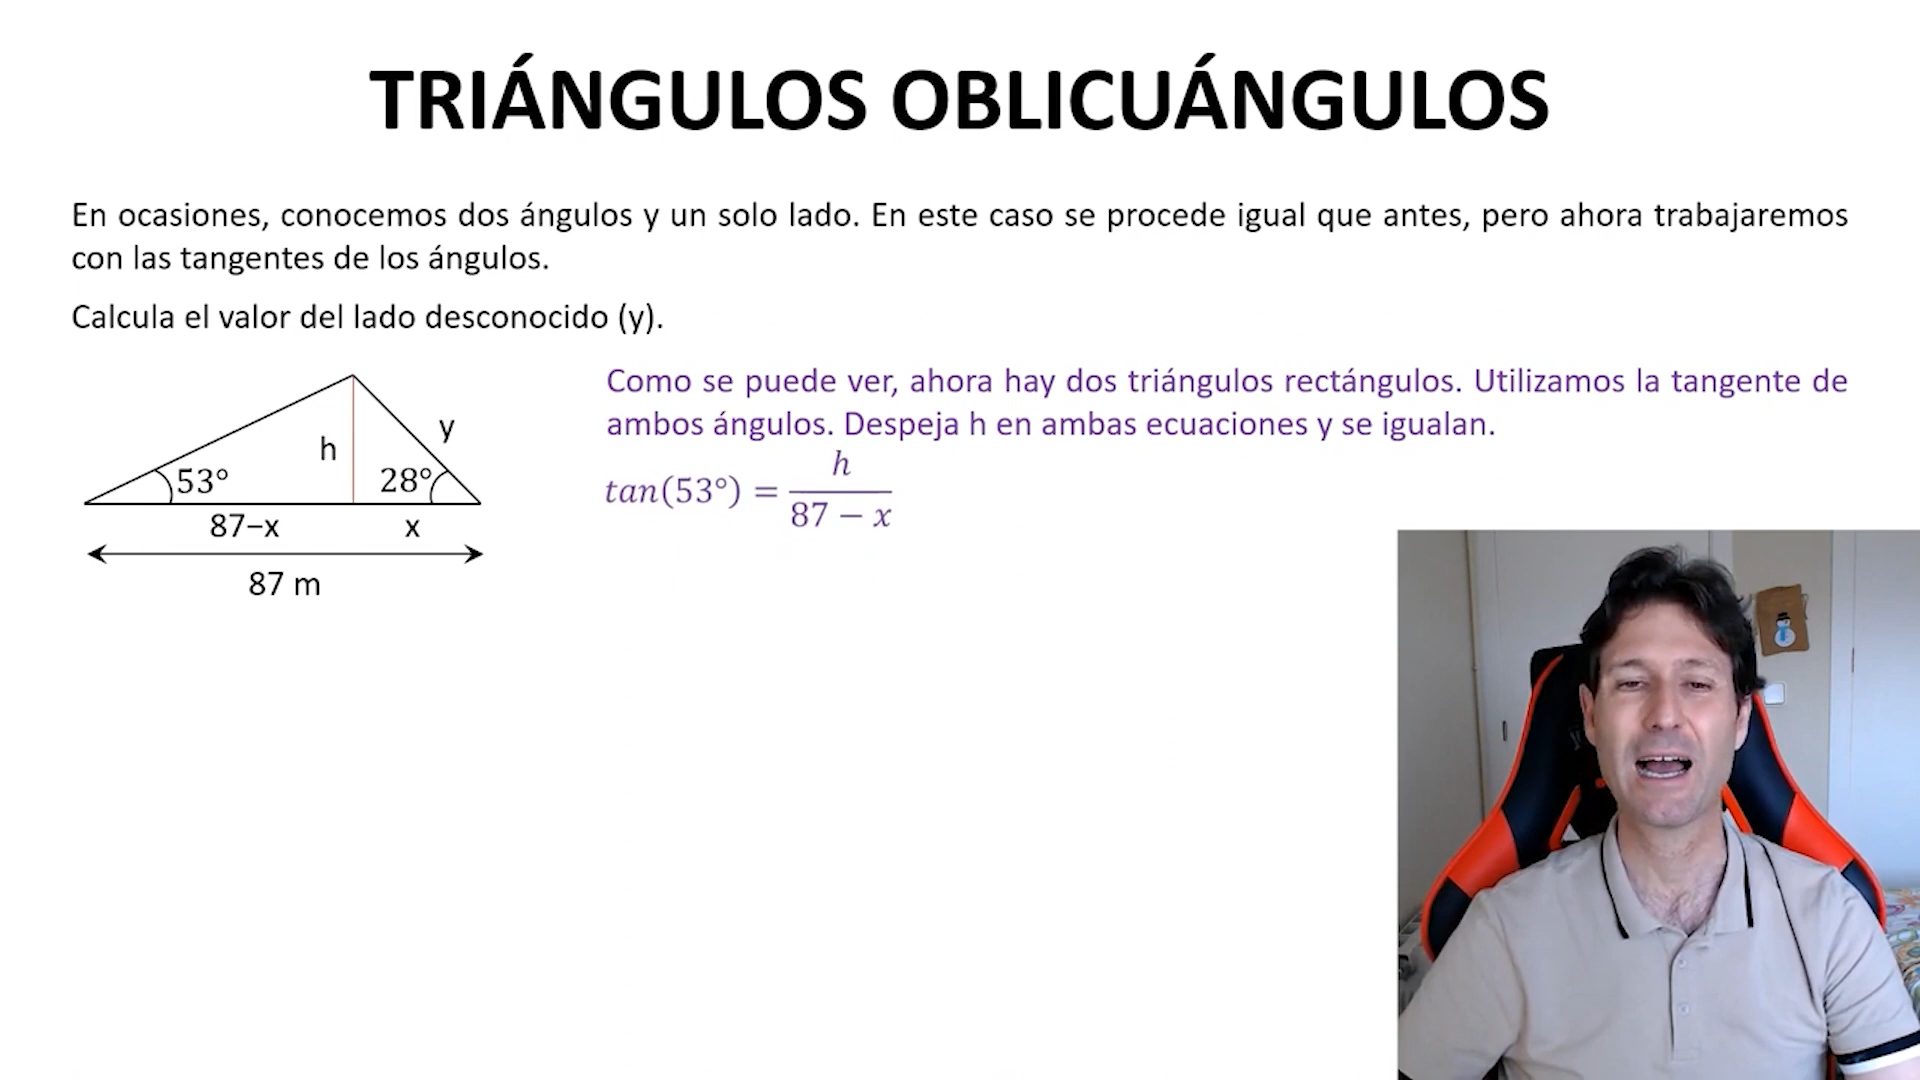 TRIÁNGULOS OBLICUÁNGULOS
En ocasiones, conocemos dos ángulos y un solo lado. En este caso se procede igual que antes, pero ahora trabajaremos
con las tangentes de los ángulos.
Calcula el valor del lado desconocido (y).
Como se puede ver, ahora hay dos triángulos rectángulos. Utilizamos la tangente de
ambos ángulos. Despeja h en ambas ecuaciones y se igualan.
tan(53°) = h / (87 − x)
y
h
53°
28°
87−x
x
87 m